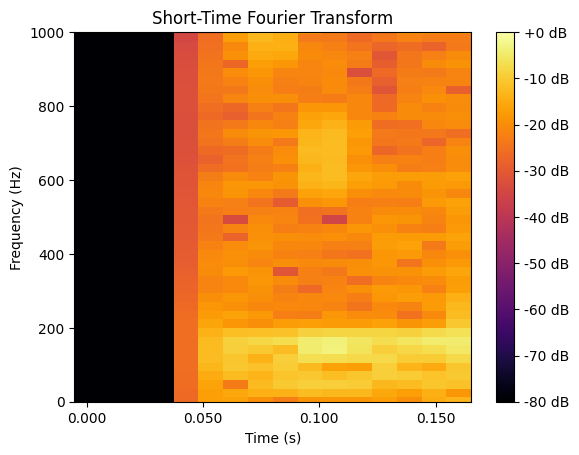 Short-Time Fourier Transform
1000
800
600
400
200
0
Frequency (Hz)
0.000
0.050
0.100
0.150
Time (s)
+0 dB
-10 dB
-20 dB
-30 dB
-40 dB
-50 dB
-60 dB
-70 dB
-80 dB